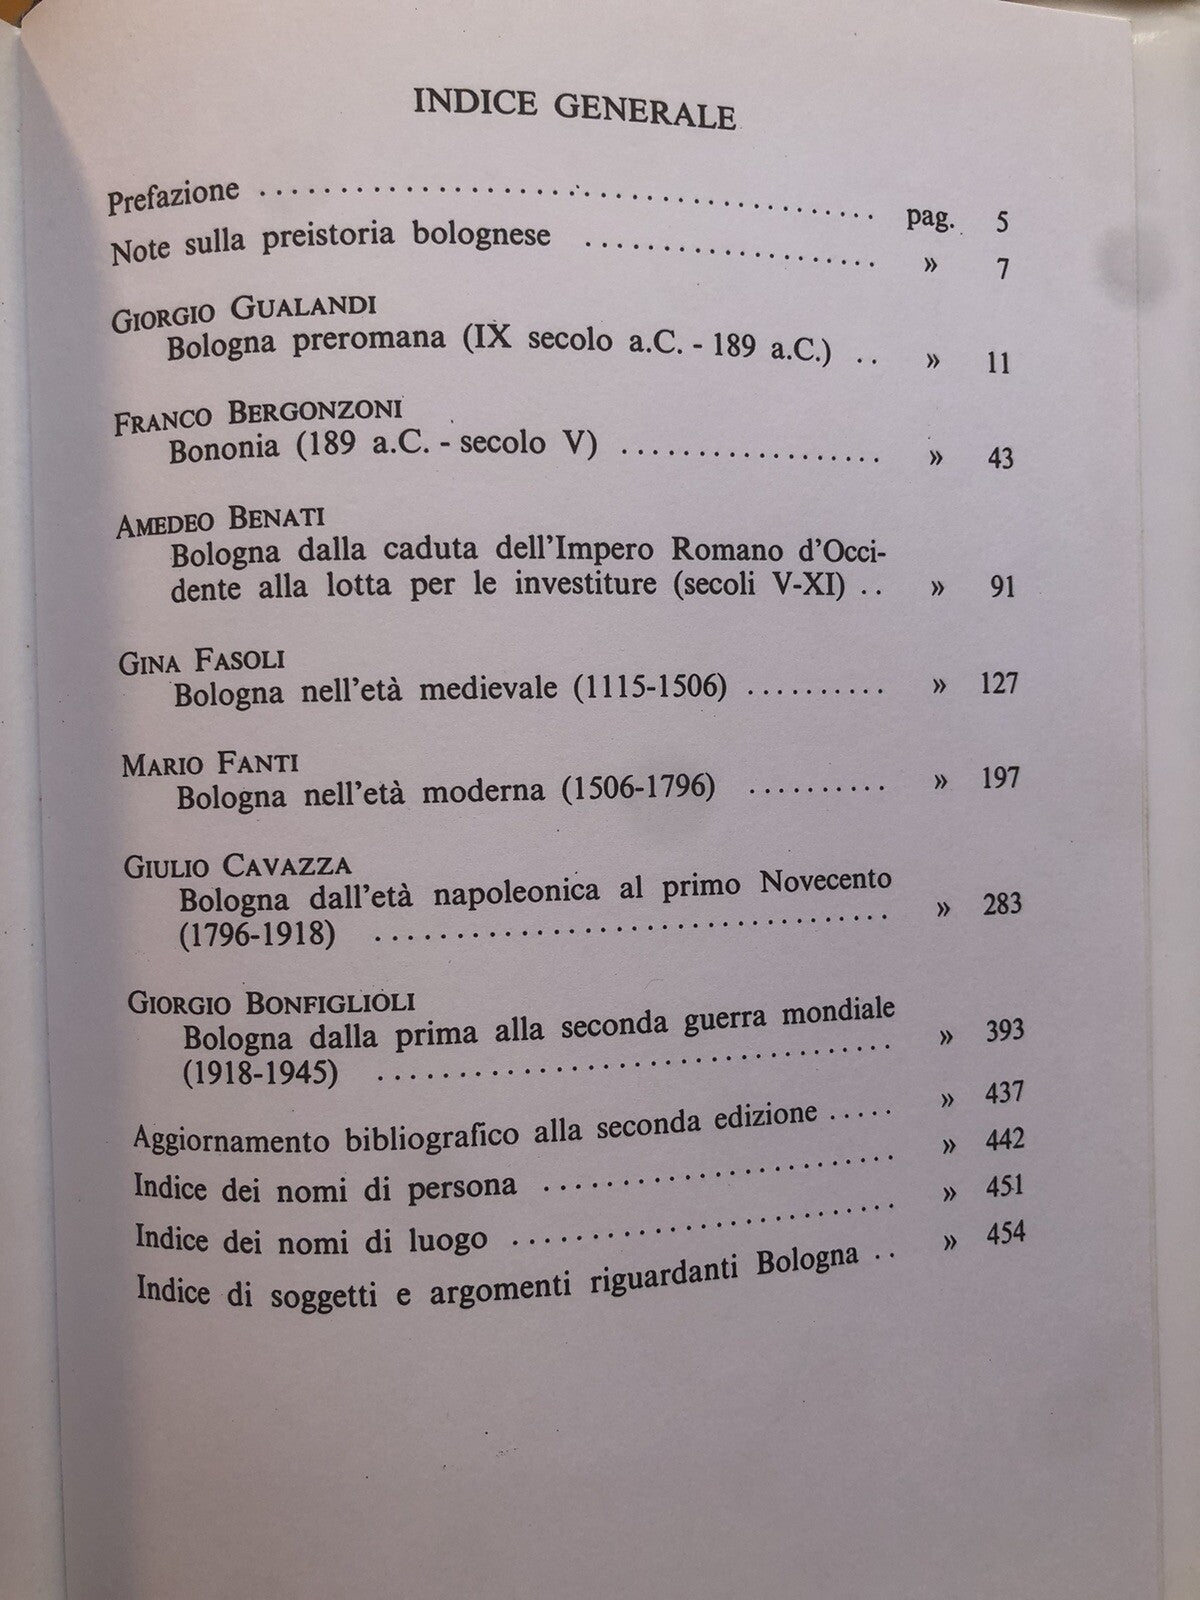 INDICE GENERALE
Prefazione . . . . . . . . . . . . . . . . . . . . . . . . . . . . . . . . . . . . . . . pag. 5
Note sulla preistoria bolognese . . . . . . . . . . . . . . . . . . . » 7
GIORGIO GUALANDI
Bologna preromana (IX secolo a.C. - 189 a.C.) . . » 11
FRANCO BERGONZONI
Bononia (189 a.C. - secolo V) . . . . . . . . . . . . . . . . . . » 43
AMEDEO BENATI
Bologna dalla caduta dell'Impero Romano d'Occi-
dente alla lotta per le investiture (secoli V-XI) . . » 91
GINA FASOLI
Bologna nell'età medievale (1115-1506) . . . . . . . . . . » 127
MARIO FANTI
Bologna nell'età moderna (1506-1796) . . . . . . . . . . » 197
GIULIO CAVAZZA
Bologna dall'età napoleonica al primo Novecento
(1796-1918) . . . . . . . . . . . . . . . . . . . . . . . . . . . . . . . . . » 283
GIORGIO BONFIGLIOLI
Bologna dalla prima alla seconda guerra mondiale
(1918-1945) . . . . . . . . . . . . . . . . . . . . . . . . . . . . . . . . . » 393
Aggiornamento bibliografico alla seconda edizione . . . . . » 437
Indice dei nomi di persona . . . . . . . . . . . . . . . . . . . . . . . » 442
Indice dei nomi di luogo . . . . . . . . . . . . . . . . . . . . . . . . . » 451
Indice di soggetti e argomenti riguardanti Bologna . . » 454